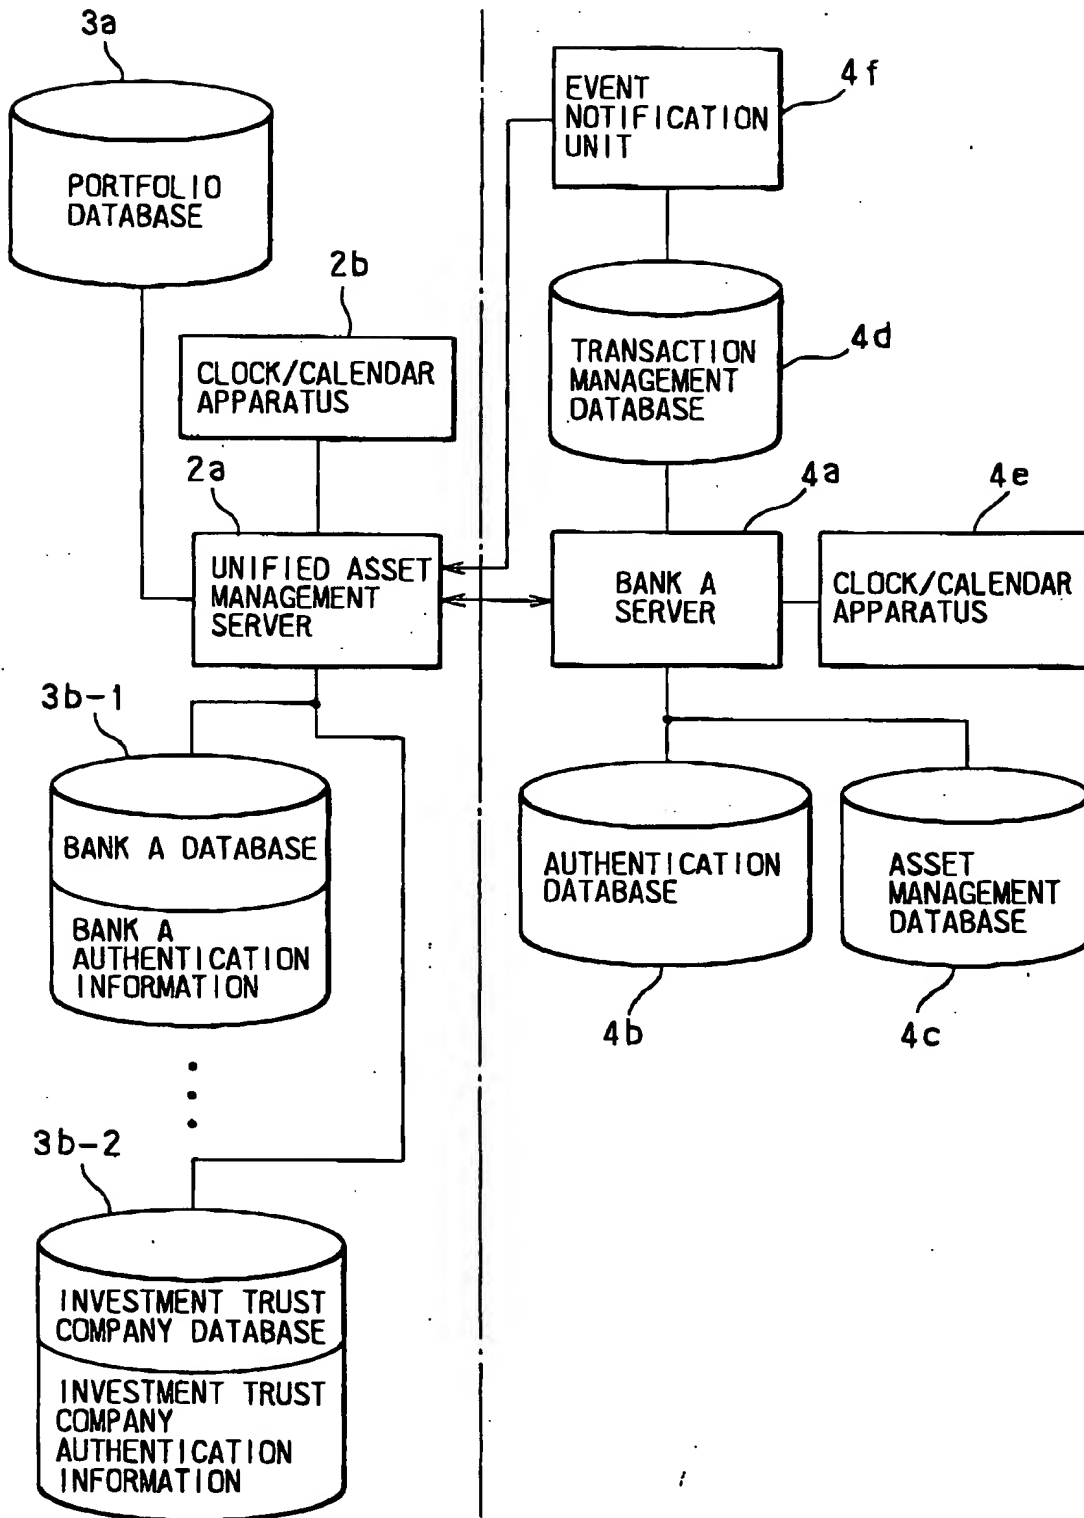 3a
PORTFOLIO
DATABASE
2b
CLOCK/CALENDAR
APPARATUS
2a
UNIFIED ASSET
MANAGEMENT
SERVER
3b-1
BANK A DATABASE
BANK A
AUTHENTICATION
INFORMATION
3b-2
INVESTMENT TRUST
COMPANY DATABASE
INVESTMENT TRUST
COMPANY
AUTHENTICATION
INFORMATION
EVENT
NOTIFICATION
UNIT
4f
TRANSACTION
MANAGEMENT
DATABASE
4d
4a
BANK A
SERVER
4e
CLOCK/CALENDAR
APPARATUS
AUTHENTICATION
DATABASE
4b
ASSET
MANAGEMENT
DATABASE
4c